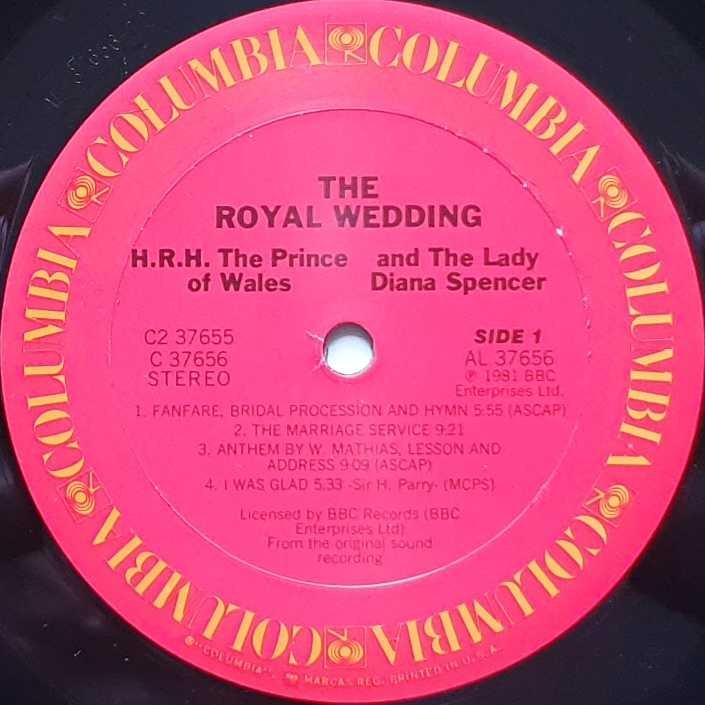 COLUMBIA COLUMBIA COLUMBIA COLUMBIA COLUMBIA COLUMBIA COLUMBIA COLUMBIA
THE
ROYAL WEDDING
H.R.H. The Prince and The Lady
of Wales Diana Spencer
C2 37655 SIDE 1
C 37656 AL 37656
STEREO ℗ 1981 BBC
Enterprises Ltd.
1. FANFARE, BRIDAL PROCESSION AND HYMN 5:55 (ASCAP)
2. THE MARRIAGE SERVICE 9:21
3. ANTHEM BY W. MATHIAS, LESSON AND
ADDRESS 9:09 (ASCAP)
4. I WAS GLAD 5:33 -Sir H. Parry- (MCPS)
Licensed by BBC Records (BBC
Enterprises Ltd)
From the original sound
recording
®"COLUMBIA", MARCAS REG. PRINTED IN U.S.A.